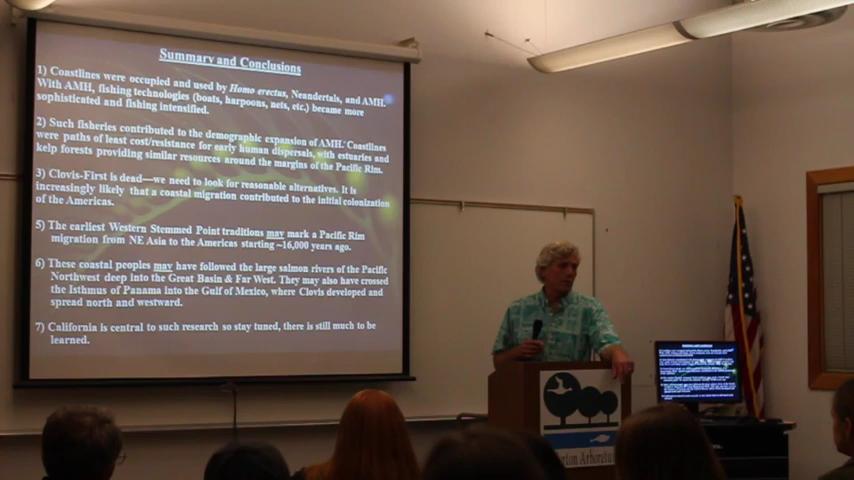 Summary and Conclusions
1) Coastlines were occupied and used by Homo erectus, Neandertals, and AMH.
With AMH, fishing technologies (boats, harpoons, nets, etc.) became more
sophisticated and fishing intensified.
2) Such fisheries contributed to the demographic expansion of AMH. Coastlines
were paths of least cost/resistance for early human dispersals, with estuaries and
kelp forests providing similar resources around the margins of the Pacific Rim.
3) Clovis-First is dead—we need to look for reasonable alternatives. It is
increasingly likely that a coastal migration contributed to the initial colonization
of the Americas.
5) The earliest Western Stemmed Point traditions may mark a Pacific Rim
migration from NE Asia to the Americas starting ~16,000 years ago.
6) These coastal peoples may have followed the large salmon rivers of the Pacific
Northwest deep into the Great Basin & Far West. They may also have crossed
the Isthmus of Panama into the Gulf of Mexico, where Clovis developed and
spread north and westward.
7) California is central to such research so stay tuned, there is still much to be
learned.